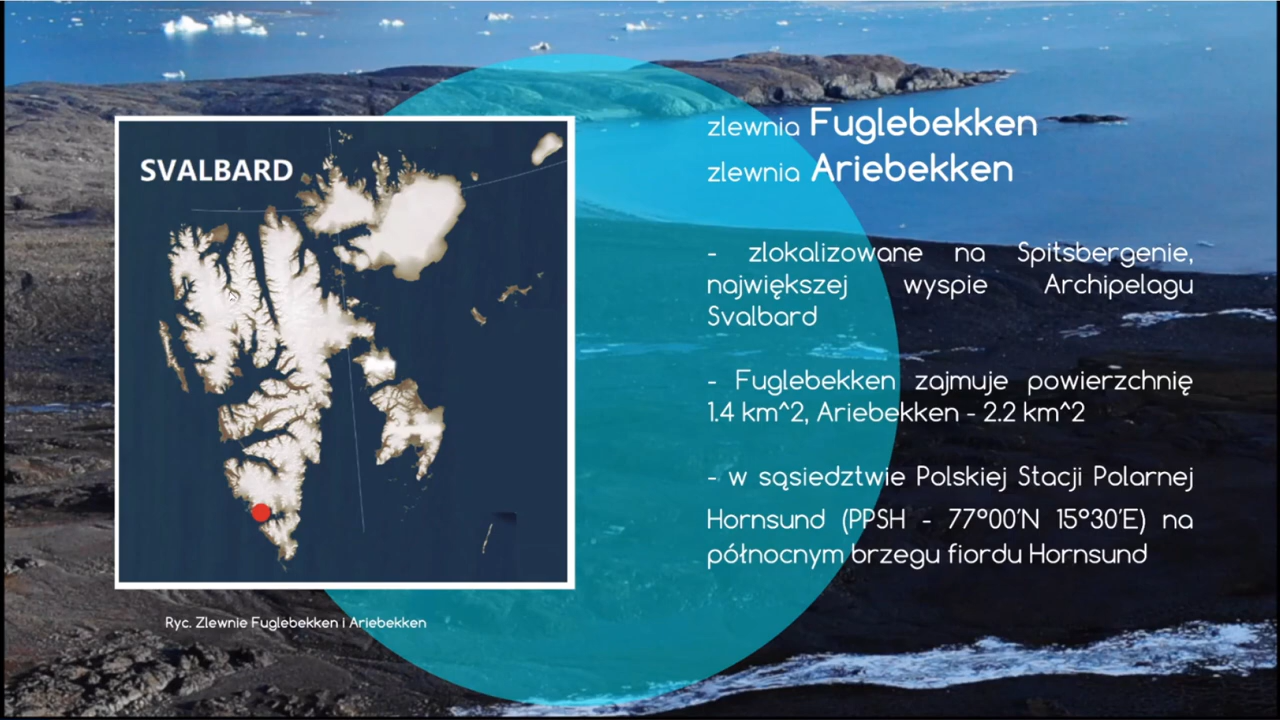 SVALBARD
zlewnia Fuglebekken
zlewnia Ariebekken
- zlokalizowane na Spitsbergenie,
największej wyspie Archipelagu
Svalbard
- Fuglebekken zajmuje powierzchnię
1.4 km^2, Ariebekken - 2.2 km^2
- w sąsiedztwie Polskiej Stacji Polarnej
Hornsund (PPSH - 77°00'N 15°30'E) na
północnym brzegu fiordu Hornsund
Ryc. Zlewnie Fuglebekken i Ariebekken